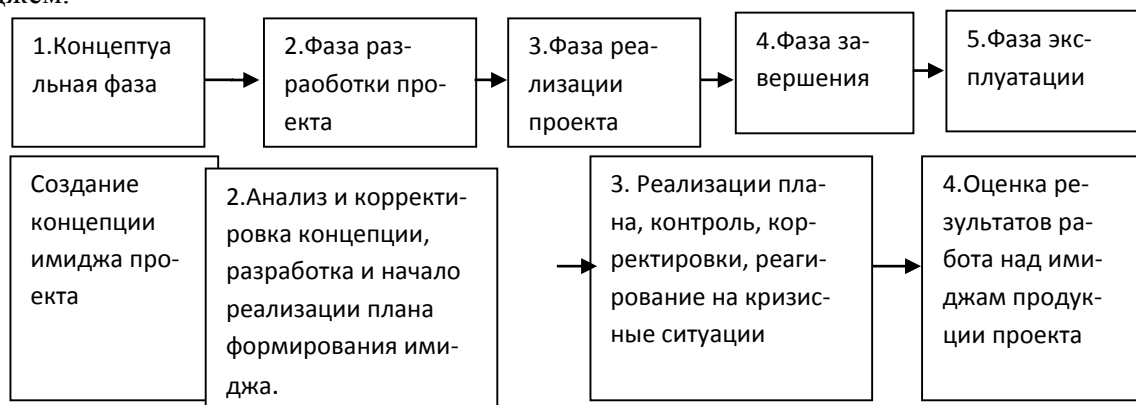 джем.
1.Концептуа
льная фаза
2.Фаза раз-
раоботки про-
екта
3.Фаза реа-
лизации
проекта
4.Фаза за-
вершения
5.Фаза экс-
плуатации
Создание
концепции
имиджа про-
екта
2.Анализ и корректи-
ровка концепции,
разработка и начало
реализации плана
формирования ими-
джа.
3. Реализации пла-
на, контроль, кор-
ректировки, реаги-
рование на кризис-
ные ситуации
4.Оценка ре-
зультатов ра-
бота над ими-
джам продук-
ции проекта